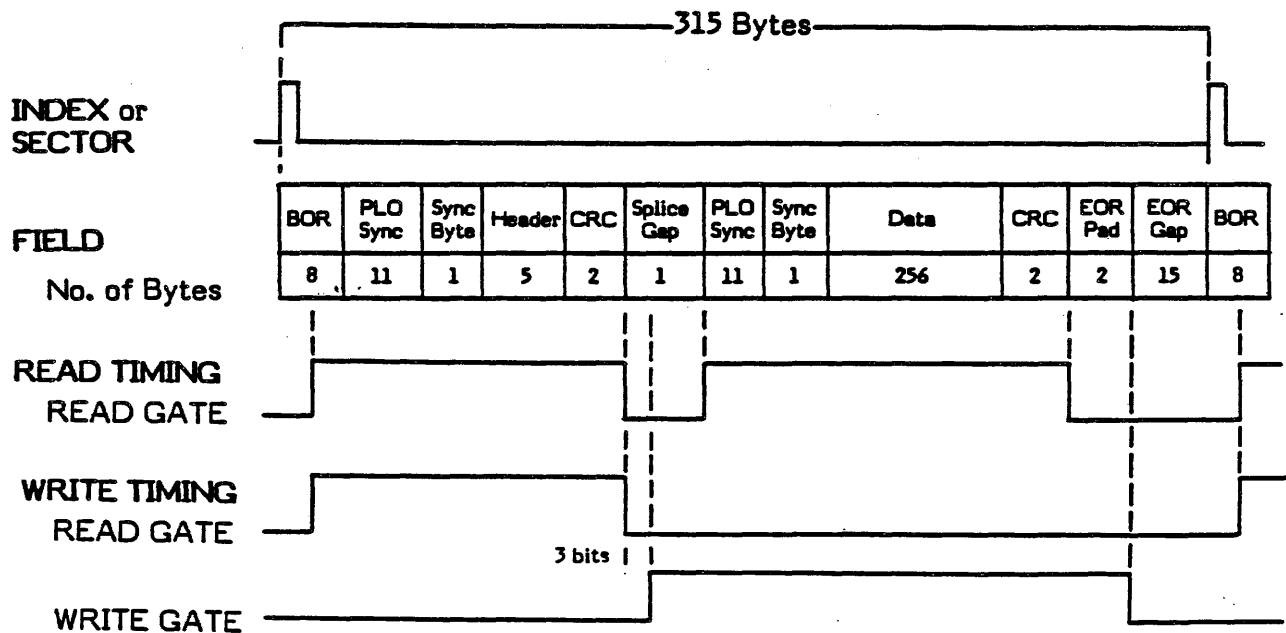 315 Bytes
INDEX or
SECTOR
FIELD
BOR PLO Sync Sync Byte Header CRC Splice Gap PLO Sync Sync Byte Data CRC EOR Pad EOR Gap BOR
No. of Bytes 8 11 1 5 2 1 11 1 256 2 2 15 8
READ TIMING
READ GATE
WRITE TIMING
READ GATE
3 bits
WRITE GATE